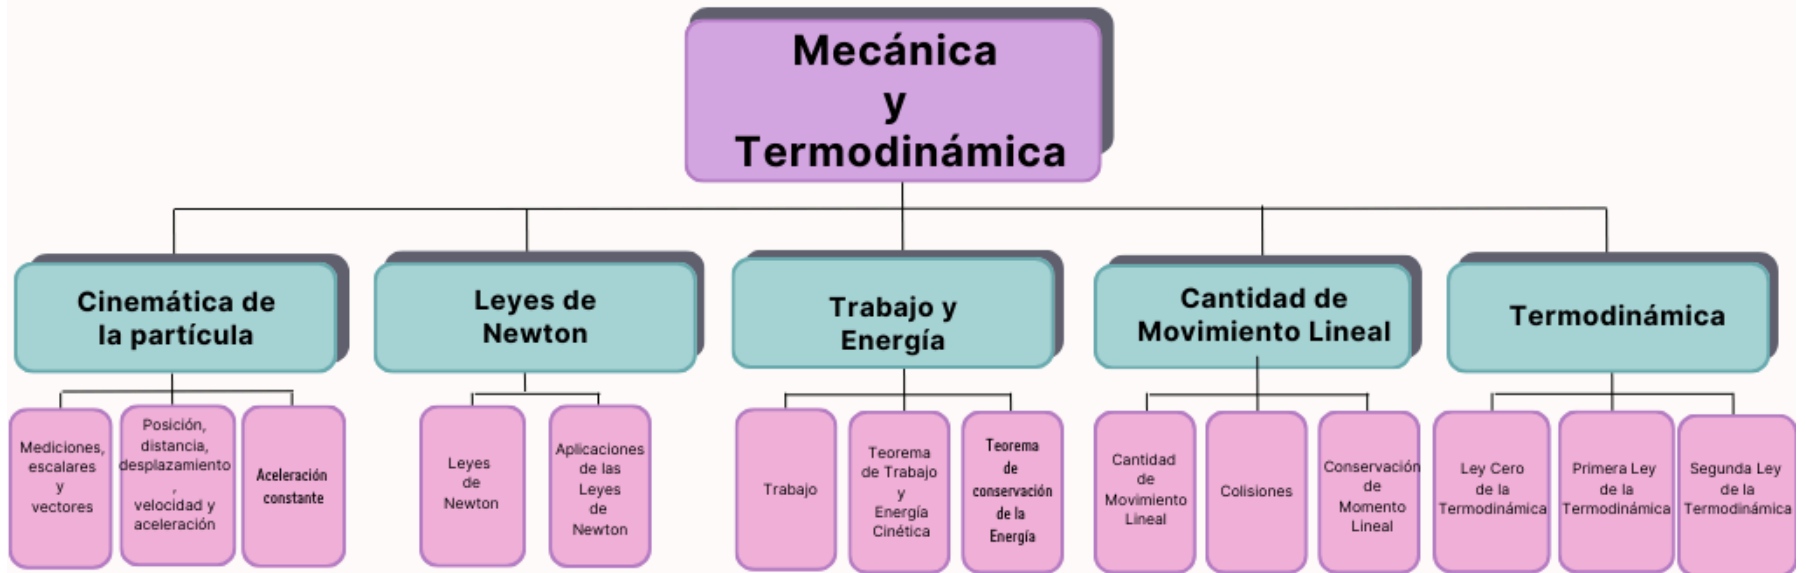 Mecánica
y
Termodinámica
Cinemática de
la partícula
Leyes de
Newton
Trabajo y
Energía
Cantidad de
Movimiento Lineal
Termodinámica
Mediciones,
escalares
y
vectores
Posición,
distancia,
desplazamiento
,
velocidad y
aceleración
Aceleración
constante
Leyes
de
Newton
Aplicaciones
de las
Leyes
de
Newton
Trabajo
Teorema
de Trabajo
y
Energía
Cinética
Teorema
de
conservación
de la
Energía
Cantidad
de
Movimiento
Lineal
Colisiones
Conservación
de
Momento
Lineal
Ley Cero
de la
Termodinámica
Primera Ley
de la
Termodinámica
Segunda Ley
de la
Termodinámica